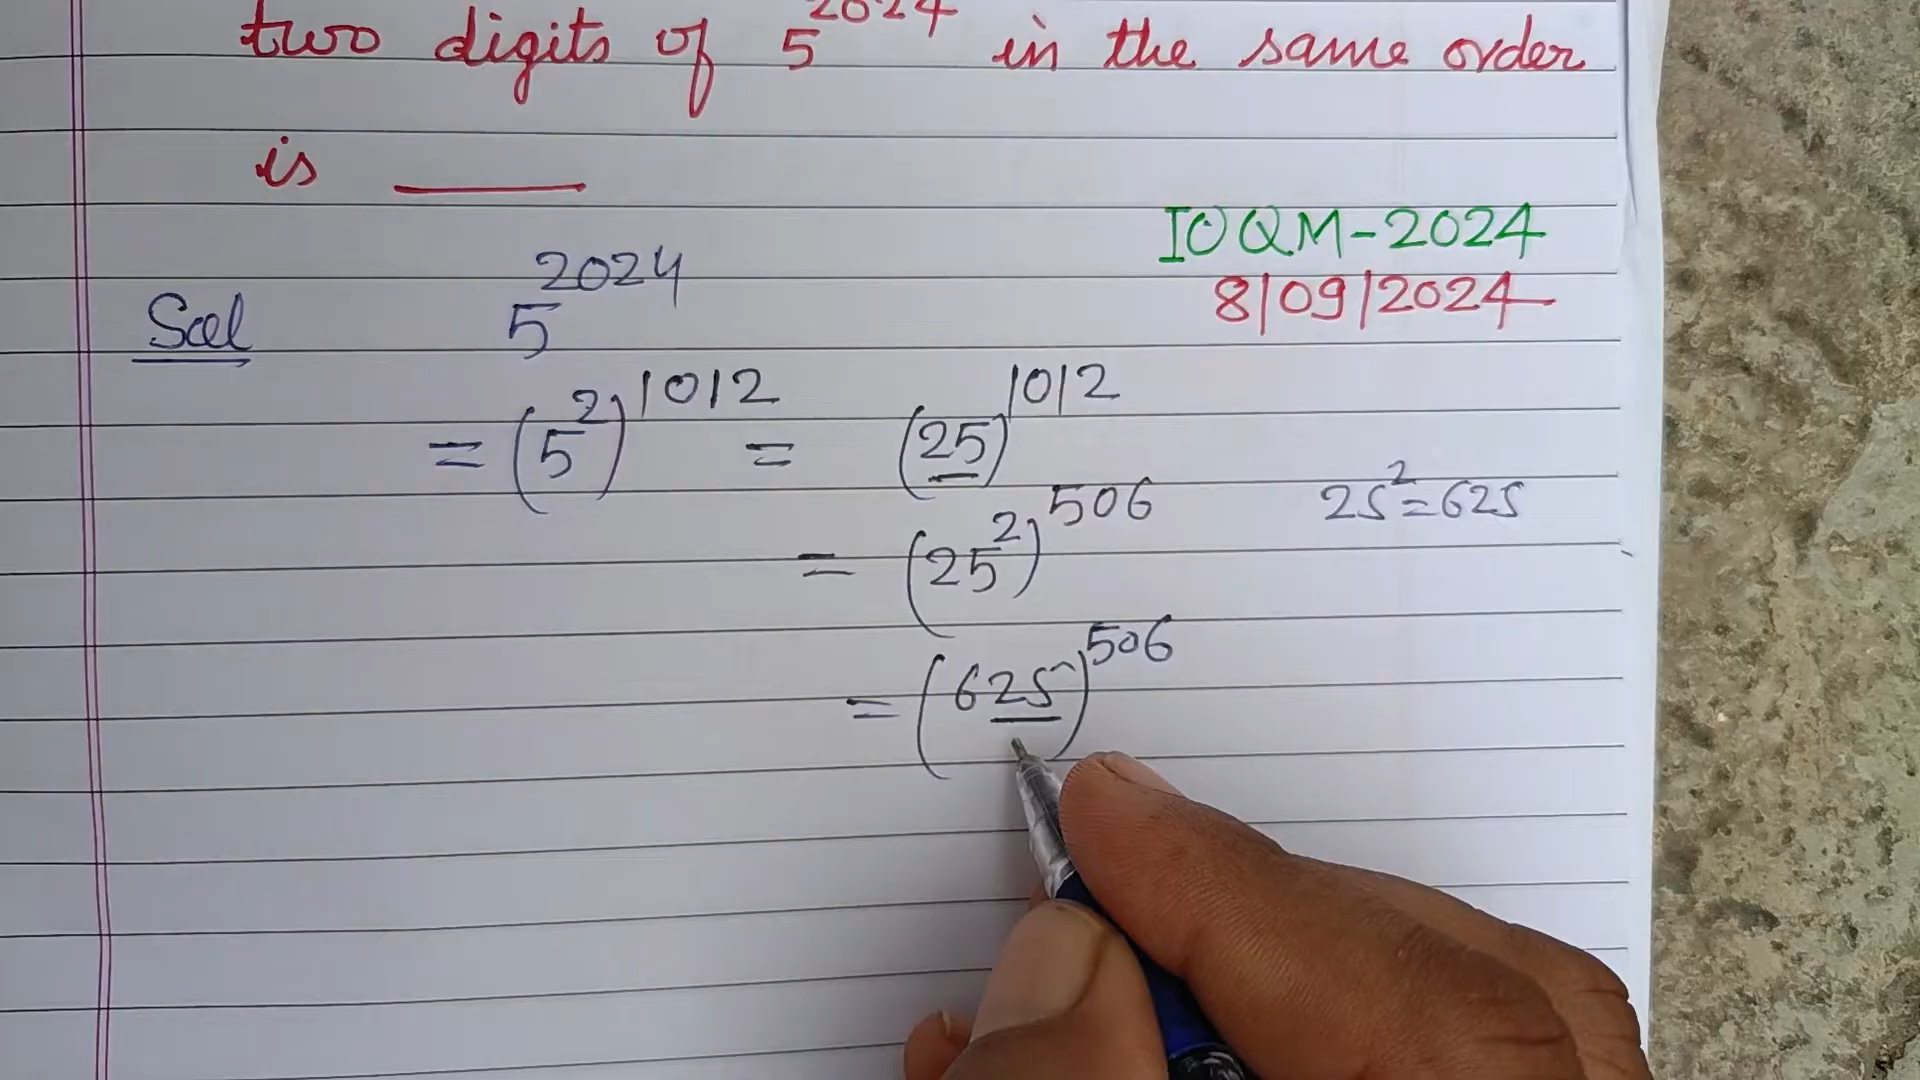 two digits of 5^2024 in the same order
is ______
IOQM-2024
8/09/2024
Sol 5^2024
= (5^2)^1012 = (25)^1012
= (25^2)^506 25^2=625
= (625)^506